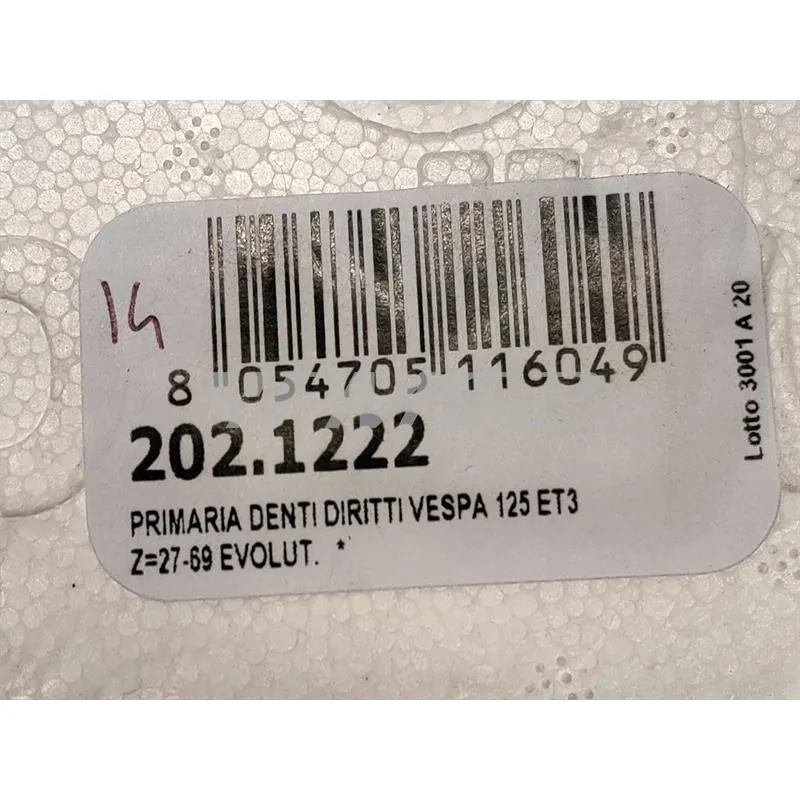 14
8 054705 116049
202.1222
PRIMARIA DENTI DIRITTI VESPA 125 ET3
Z=27-69 EVOLUT. *
Lotto 3001 A 20